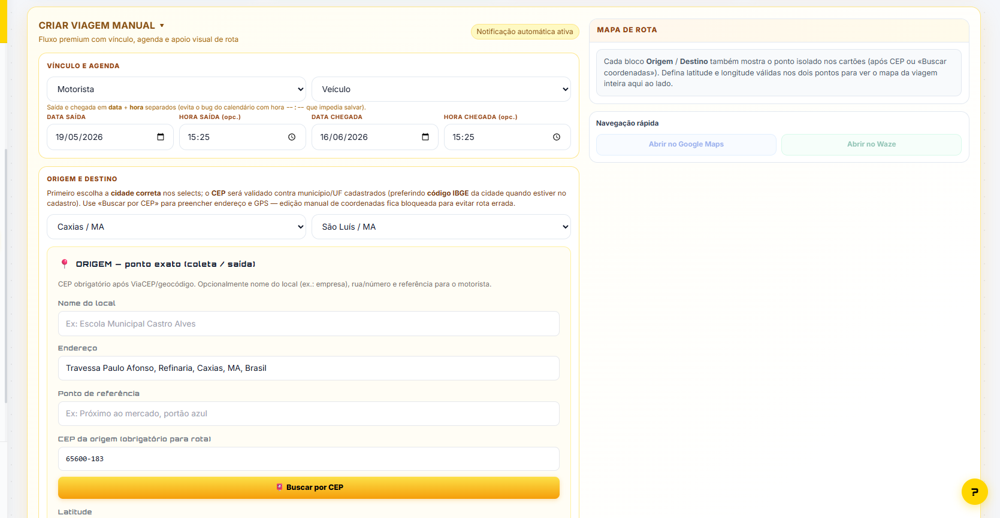 CRIAR VIAGEM MANUAL ▼
Fluxo premium com vínculo, agenda e apoio visual de rota
Notificação automática ativa
VÍNCULO E AGENDA
Motorista
Veículo
Saída e chegada em data + hora separados (evita o bug do calendário com hora --:-- que impedia salvar).
DATA SAÍDA
HORA SAÍDA (opc.)
DATA CHEGADA
HORA CHEGADA (opc.)
19/05/2026
15:25
16/06/2026
15:25
ORIGEM E DESTINO
Primeiro escolha a cidade correta nos selects; o CEP será validado contra município/UF cadastrados (preferindo código IBGE da cidade quando estiver no
cadastro). Use «Buscar por CEP» para preencher endereço e GPS — edição manual de coordenadas fica bloqueada para evitar rota errada.
Caxias / MA
São Luís / MA
ORIGEM — ponto exato (coleta / saída)
CEP obrigatório após ViaCEP/geocódigo. Opcionalmente nome do local (ex.: empresa), rua/número e referência para o motorista.
Nome do local
Ex: Escola Municipal Castro Alves
Endereço
Travessa Paulo Afonso, Refinaria, Caxias, MA, Brasil
Ponto de referência
Ex: Próximo ao mercado, portão azul
CEP da origem (obrigatório para rota)
65600-183
Buscar por CEP
Latitude
MAPA DE ROTA
Cada bloco Origem / Destino também mostra o ponto isolado nos cartões (após CEP ou «Buscar
coordenadas»). Defina latitude e longitude válidas nos dois pontos para ver o mapa da viagem
inteira aqui ao lado.
Navegação rápida
Abrir no Google Maps
Abrir no Waze
?